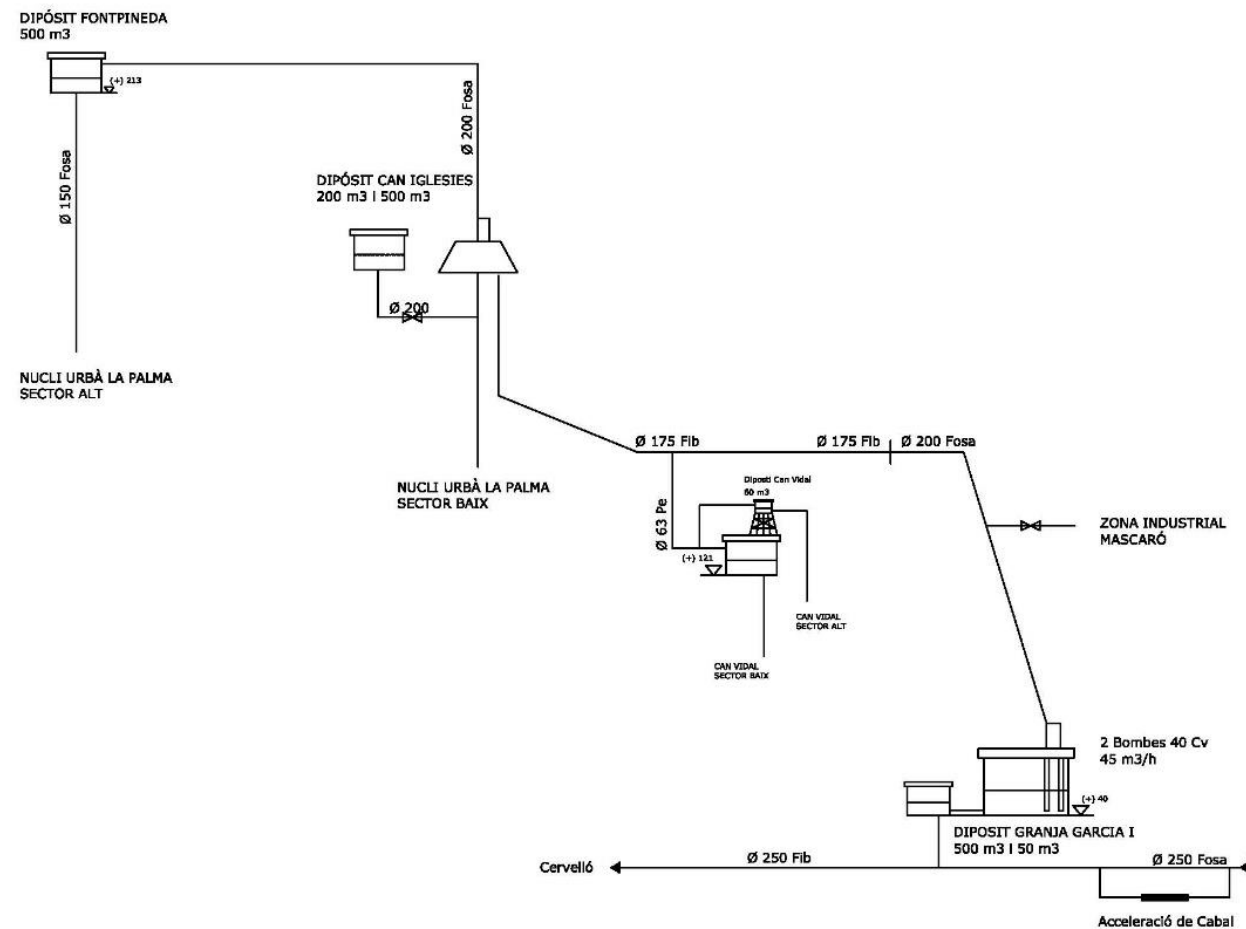 DIPÓSIT FONTPINEDA
500 m3
(+) 213
Ø 200 Fosa
Ø 150 Fosa
DIPÓSIT CAN IGLESIES
200 m3 I 500 m3
Ø 200
NUCLI URBÀ LA PALMA
SECTOR ALT
Ø 175 Fib
Ø 175 Fib
Ø 200 Fosa
NUCLI URBÀ LA PALMA
SECTOR BAIX
Diposti Can Vidal
60 m3
Ø 63 Pe
(+) 121
ZONA INDUSTRIAL
MASCARÓ
CAN VIDAL
SECTOR ALT
CAN VIDAL
SECTOR BAIX
2 Bombes 40 Cv
45 m3/h
(+) 40
DIPOSIT GRANJA GARCIA I
500 m3 I 50 m3
Cervelló
Ø 250 Fib
Ø 250 Fosa
Acceleració de Cabal